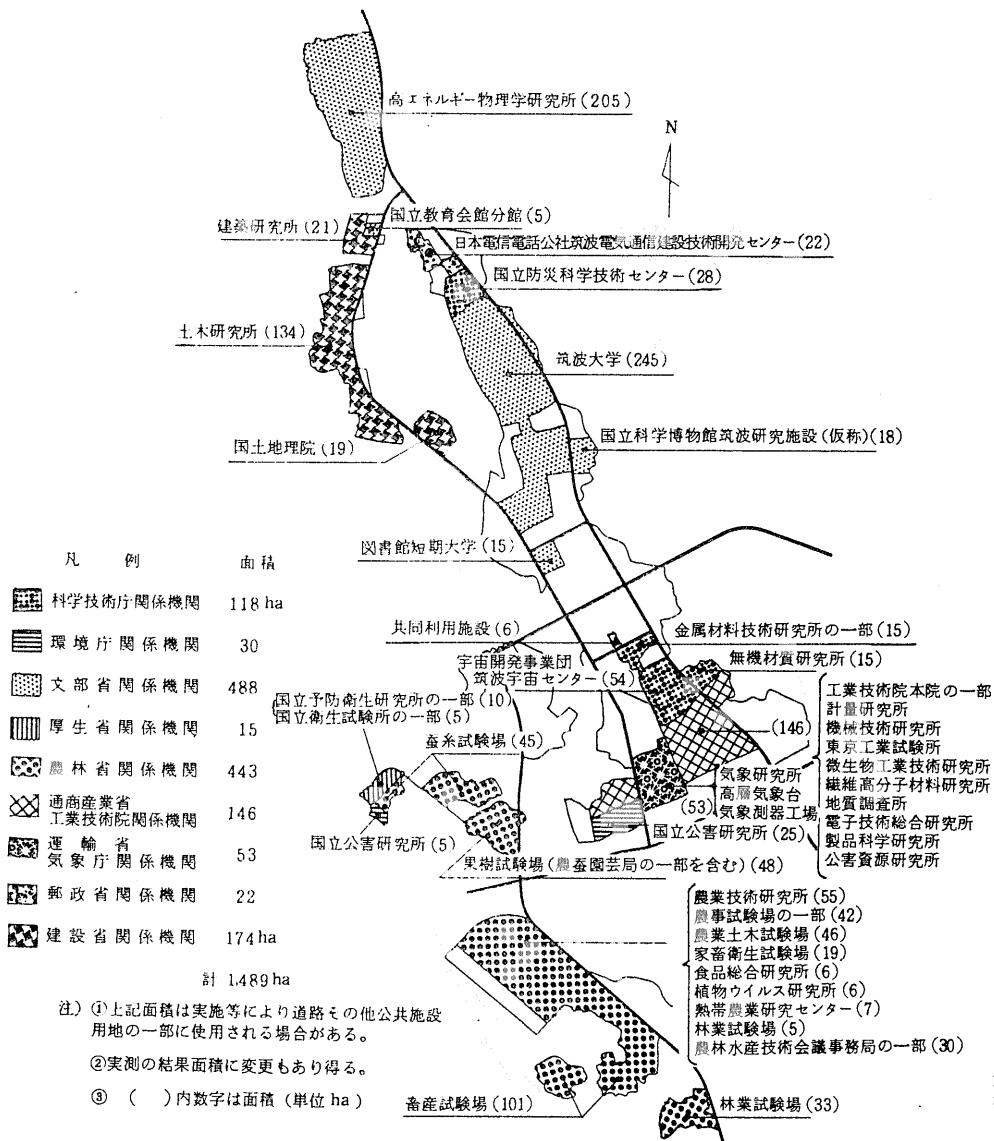 高エネルギー物理学研究所(205)
N
国立教育会館分館(5)
建築研究所(21)
日本電信電話公社筑波電気通信建設技術開発センター(22)
国立防災科学技術センター(28)
土木研究所(134)
筑波大学(245)
国立科学博物館筑波研究施設(仮称)(18)
国土地理院(19)
図書館短期大学(15)
凡 例 面積
科学技術庁関係機関 118 ha
環境庁関係機関 30
文部省関係機関 488
厚生省関係機関 15
農林省関係機関 443
通商産業省
工業技術院関係機関 146
運輸省
気象庁関係機関 53
郵政省関係機関 22
建設省関係機関 174 ha
計 1,489 ha
共同利用施設(6)
金属材料技術研究所の一部(15)
宇宙開発事業団
筑波宇宙センター(54)
無機材質研究所(15)
国立予防衛生研究所の一部(10)
国立衛生試験所の一部(5)
(146)
工業技術院本院の一部
計量研究所
機械技術研究所
東京工業試験所
微生物工業技術研究所
繊維高分子材料研究所
地質調査所
電子技術総合研究所
製品科学研究所
公害資源研究所
蚕糸試験場(45)
(53)
気象研究所
高層気象台
気象測器工場
国立公害研究所(25)
国立公害研究所(5)
果樹試験場(農蚕園芸局の一部を含む)(48)
農業技術研究所(55)
農事試験場の一部(42)
農業土木試験場(46)
家畜衛生試験場(19)
食品総合研究所(6)
植物ウイルス研究所(6)
熱帯農業研究センター(7)
林業試験場(5)
農林水産技術会議事務局の一部(30)
畜産試験場(101)
林業試験場(33)
注) ①上記面積は実施等により道路その他公共施設
用地の一部に使用される場合がある。
②実測の結果面積に変更もあり得る。
③ ( )内数字は面積(単位 ha)